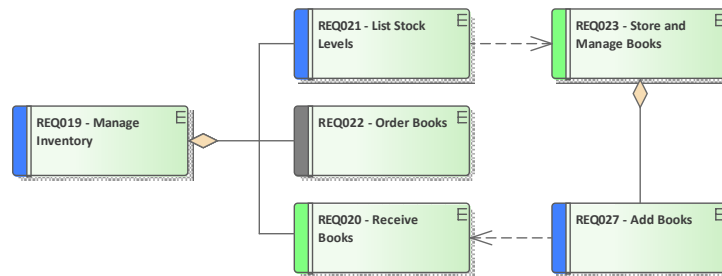 REQ021 - List Stock
Levels
REQ023 - Store and
Manage Books
REQ019 - Manage
Inventory
REQ022 - Order Books
REQ020 - Receive
Books
REQ027 - Add Books